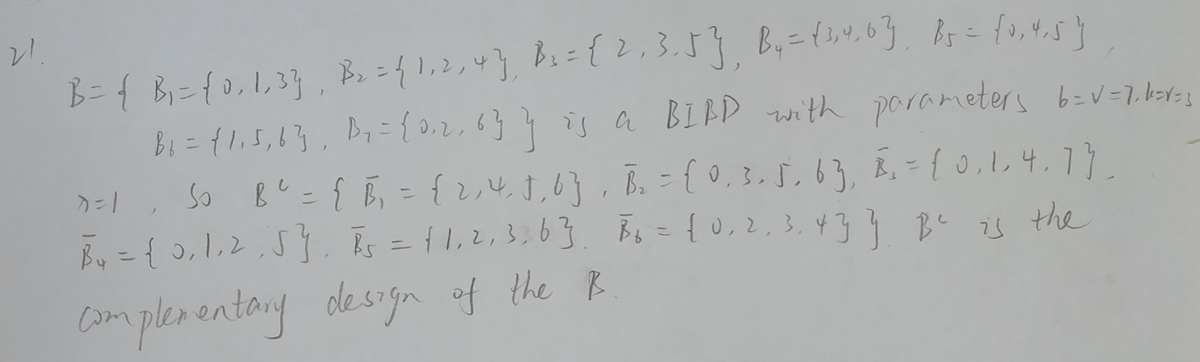 21.
B = { B₁ = {0, 1, 3}, B₂ = {1, 2, 4}, B₃ = {2, 3, 5}, B₄ = {3, 4, 6}, B₅ = {0, 4, 5},
B₆ = {1, 5, 6}, B₇ = {0, 2, 6} } is a BIBD with parameters b=v=7, k=r=3
λ=1, so Bᶜ = { B̄₁ = {2, 4, 5, 6}, B̄₂ = {0, 3, 5, 6}, B̄₃ = {0, 1, 4, 7},
B̄₄ = {0, 1, 2, 5}, B̄₅ = {1, 2, 3, 6}, B̄₆ = {0, 2, 3, 4} }. Bᶜ is the
complementary design of the B.